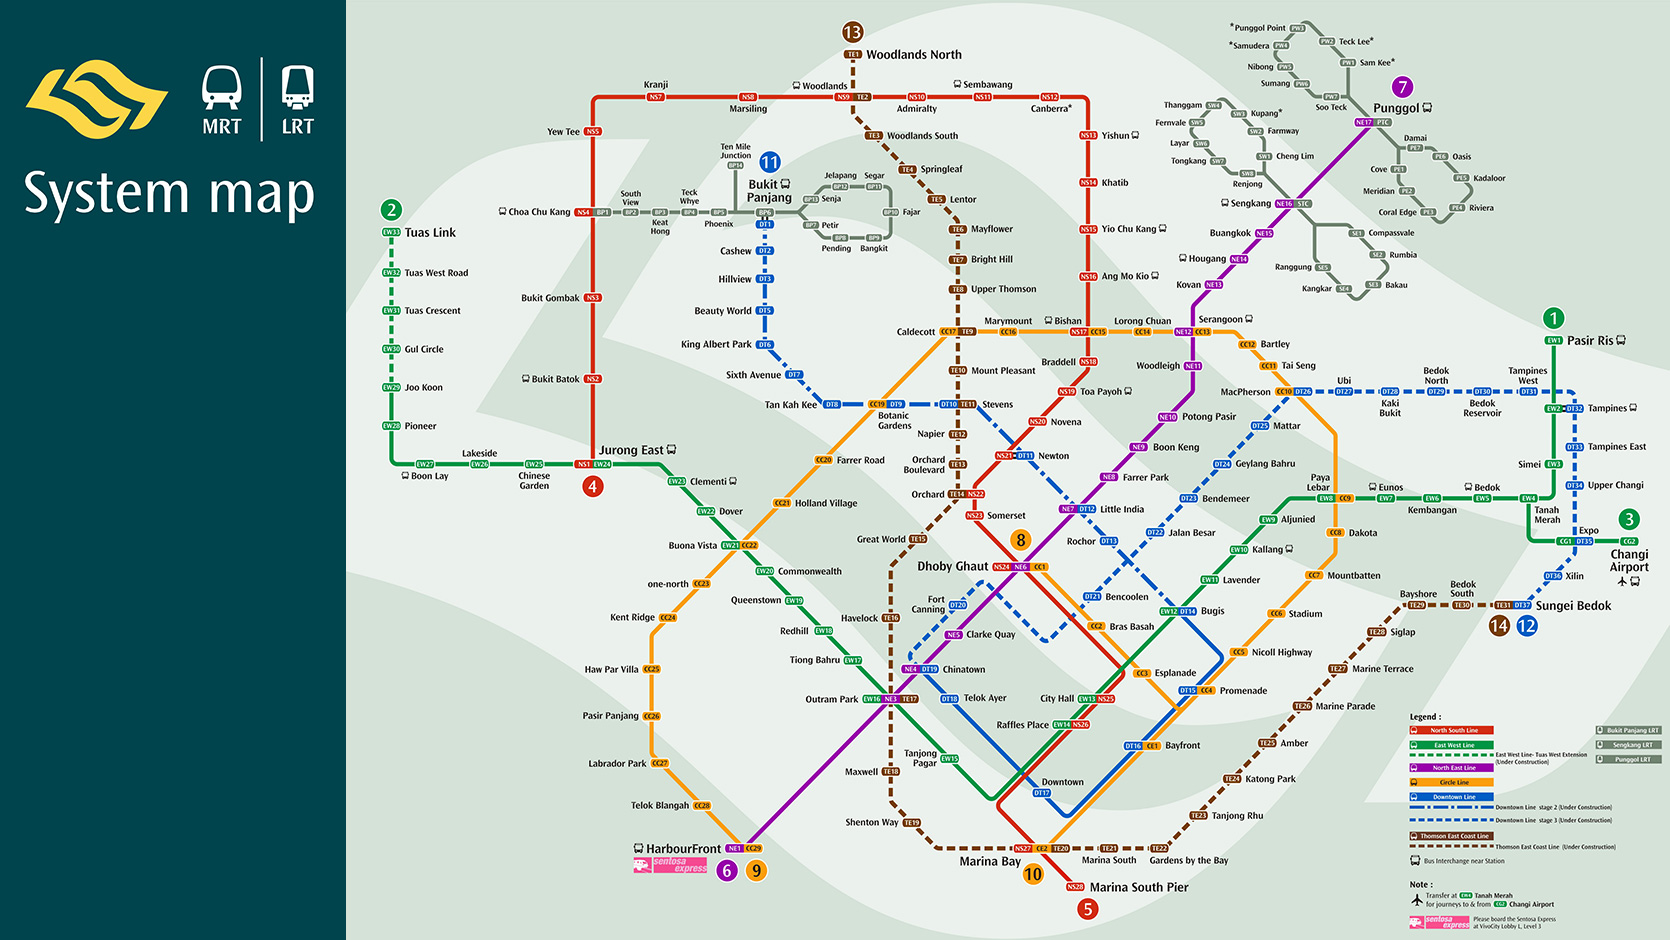 MRT
LRT
System map
13
TE1
Woodlands North
Kranji
NS7
Marsiling
NS8
Woodlands
NS9 TE2
Admiralty
NS10
Sembawang
NS11
Canberra*
NS12
Yew Tee
NS5
TE3
Woodlands South
NS13
Yishun
TE4
Springleaf
NS14
Khatib
TE5
Lentor
TE6
Mayflower
NS15
Yio Chu Kang
TE7
Bright Hill
NS16
Ang Mo Kio
TE8
Upper Thomson
Ten Mile
Junction
BP14
11
Bukit
Panjang
BP6
DT1
Choa Chu Kang
NS4 BP1
South
View
BP2
Keat
Hong
BP3
Teck
Whye
BP4
Phoenix
BP5
Jelapang
BP12
Segar
BP11
Senja
BP13
Fajar
BP10
Petir
BP7
Pending
BP8
Bangkit
BP9
2
EW33
Tuas Link
EW32
Tuas West Road
EW31
Tuas Crescent
EW30
Gul Circle
EW29
Joo Koon
EW28
Pioneer
EW27
Boon Lay
Lakeside
EW26
EW25
Chinese
Garden
Jurong East
NS1 EW24
4
Bukit Gombak
NS3
Bukit Batok
NS2
Cashew
DT2
Hillview
DT3
Beauty World
DT5
King Albert Park
DT6
Sixth Avenue
DT7
Tan Kah Kee
DT8
CC19 DT9
Botanic
Gardens
DT10 TE11
Stevens
Caldecott
CC17 TE9
Marymount
CC16
Bishan
NS17 CC15
Lorong Chuan
CC14
Serangoon
NE12 CC13
CC12
Bartley
CC11
Tai Seng
MacPherson
CC10 DT26
Ubi
DT27
DT28
Kaki
Bukit
Bedok
North
DT29
DT30
Bedok
Reservoir
Tampines
West
DT31
*Punggol Point
PW3
PW2
Teck Lee*
*Samudera
PW4
PW1
Sam Kee*
Nibong
PW5
Sumang
PW6
PW7
Soo Teck
7
Punggol
NE17 PTC
Thanggam
SW4
Fernvale
SW5
SW3
Kupang*
SW2
Farmway
Layar
SW6
Tongkang
SW7
SW1
Cheng Lim
SW8
Renjong
Damai
PE7
PE6
Oasis
Cove
PE1
Meridian
PE2
PE5
Kadaloor
Coral Edge
PE3
PE4
Riviera
Sengkang
NE16 STC
Buangkok
NE15
Hougang
NE14
Kovan
NE13
SE1
Compassvale
SE2
Rumbia
Ranggung
SE5
Kangkar
SE4
SE3
Bakau
1
EW1
Pasir Ris
EW2 DT32
Tampines
DT33
Tampines East
Simei
EW3
DT34
Upper Changi
Braddell
NS18
Woodleigh
NE11
TE10
Mount Pleasant
NS19
Toa Payoh
NE10
Potong Pasir
NS20
Novena
Napier
TE12
NE9
Boon Keng
DT25
Mattar
NS21 DT11
Newton
Orchard
Boulevard
TE13
DT24
Geylang Bahru
CC20
Farrer Road
NE8
Farrer Park
Orchard
TE14 NS22
DT23
Bendemeer
Paya
Lebar
EW8 CC9
Eunos
EW7
EW6
Kembangan
Bedok
EW5
EW4
Tanah
Merah
3
Expo
CG1 DT35
CG2
Changi
Airport
EW23
Clementi
CC21
Holland Village
EW22
Dover
NS23
Somerset
NE7 DT12
Little India
EW9
Aljunied
CC8
Dakota
DT22
Jalan Besar
Great World
TE15
8
Rochor
DT13
EW10
Kallang
Buona Vista
EW21 CC22
Dhoby Ghaut
NS24 NE6 CC1
EW20
Commonwealth
EW11
Lavender
CC7
Mountbatten
DT36
Xilin
one-north
CC23
Queenstown
EW19
Fort
Canning
DT20
DT21
Bencoolen
EW12 DT14
Bugis
CC6
Stadium
Bayshore
TE29
Bedok
South
TE30
TE31 DT37
Sungei Bedok
14
12
Kent Ridge
CC24
Havelock
TE16
Redhill
EW18
NE5
Clarke Quay
CC2
Bras Basah
TE28
Siglap
CC5
Nicoll Highway
Tiong Bahru
EW17
Haw Par Villa
CC25
NE4 DT19
Chinatown
CC3
Esplanade
TE27
Marine Terrace
Outram Park
EW16 NE3 TE17
DT18
Telok Ayer
City Hall
EW13 NS25
DT15 CC4
Promenade
TE26
Marine Parade
Pasir Panjang
CC26
Raffles Place
EW14 NS26
DT16 CE1
Bayfront
TE25
Amber
Tanjong
Pagar
EW15
Labrador Park
CC27
Maxwell
TE18
Downtown
DT17
TE24
Katong Park
Telok Blangah
CC28
Shenton Way
TE19
TE23
Tanjong Rhu
HarbourFront
NE1 CC29
sentosa
express
6
9
Marina Bay
NS27 CE2 TE20
10
TE21
Marina South
TE22
Gardens by the Bay
NS28
Marina South Pier
5
Legend :
North South Line
East West Line
East West Line- Tuas West Extension
(Under Construction)
North East Line
Circle Line
Downtown Line
Downtown Line stage 2 (Under Construction)
Downtown Line stage 3 (Under Construction)
Thomson East Coast Line
Thomson East Coast Line (Under Construction)
Bus Interchange near Station
Bukit Panjang LRT
Sengkang LRT
Punggol LRT
Note :
Transfer at EW4 Tanah Merah
for journeys to & from CG2 Changi Airport
sentosa
express
Please board the Sentosa Express
at VivoCity Lobby L, Level 3